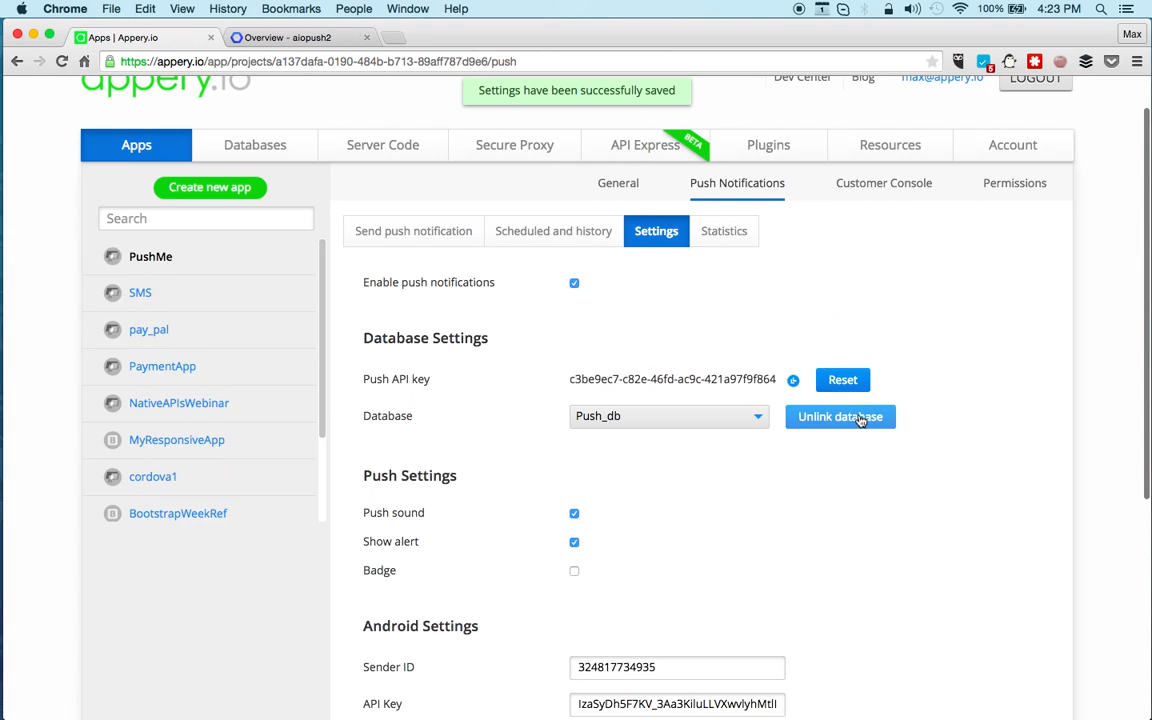 Chrome File Edit View History Bookmarks People Window Help 1 100% 4:23 PM
Apps | Appery.io × Overview - aiopush2 × Max
https://appery.io/app/projects/a137dafa-0190-484b-b713-89aff787d9e6/push 5
appery.io Settings have been successfully saved Dev Center Blog max@appery.io LOGOUT
Apps Databases Server Code Secure Proxy API Express BETA Plugins Resources Account
Create new app General Push Notifications Customer Console Permissions
Search
Send push notification Scheduled and history Settings Statistics
PushMe
Enable push notifications
SMS
pay_pal
Database Settings
PaymentApp
Push API key c3be9ec7-c82e-46fd-ac9c-421a97f9f864 Reset
NativeAPIsWebinar
Database Push_db Unlink database
B MyResponsiveApp
cordova1
Push Settings
B BootstrapWeekRef
Push sound
Show alert
Badge
Android Settings
Sender ID 324817734935
API Key